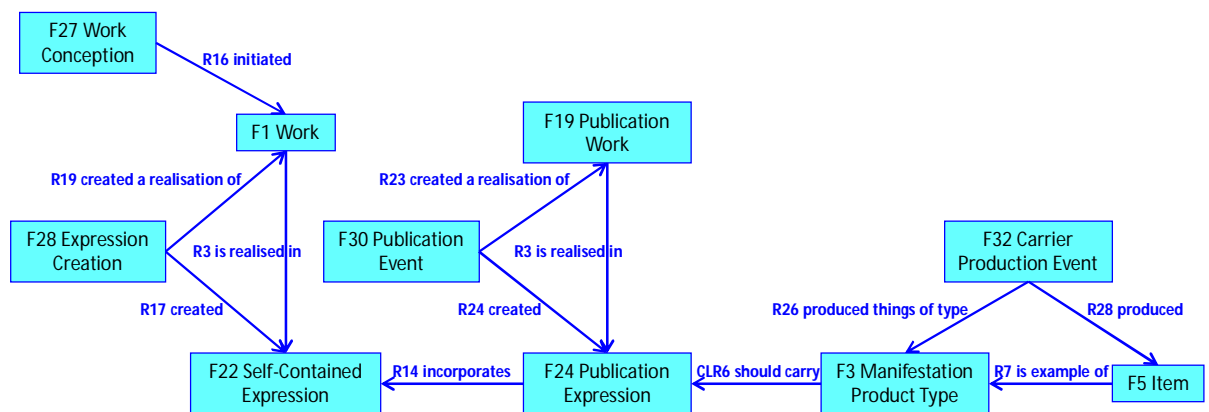 F27 Work
Conception
R16 initiated
F1 Work
F19 Publication
Work
R19 created a realisation of
R23 created a realisation of
F28 Expression
Creation
R3 is realised in
F30 Publication
Event
R3 is realised in
F32 Carrier
Production Event
R17 created
R24 created
R26 produced things of type
R28 produced
F22 Self-Contained
Expression
R14 incorporates
F24 Publication
Expression
CLR6 should carry
F3 Manifestation
Product Type
R7 is example of
F5 Item